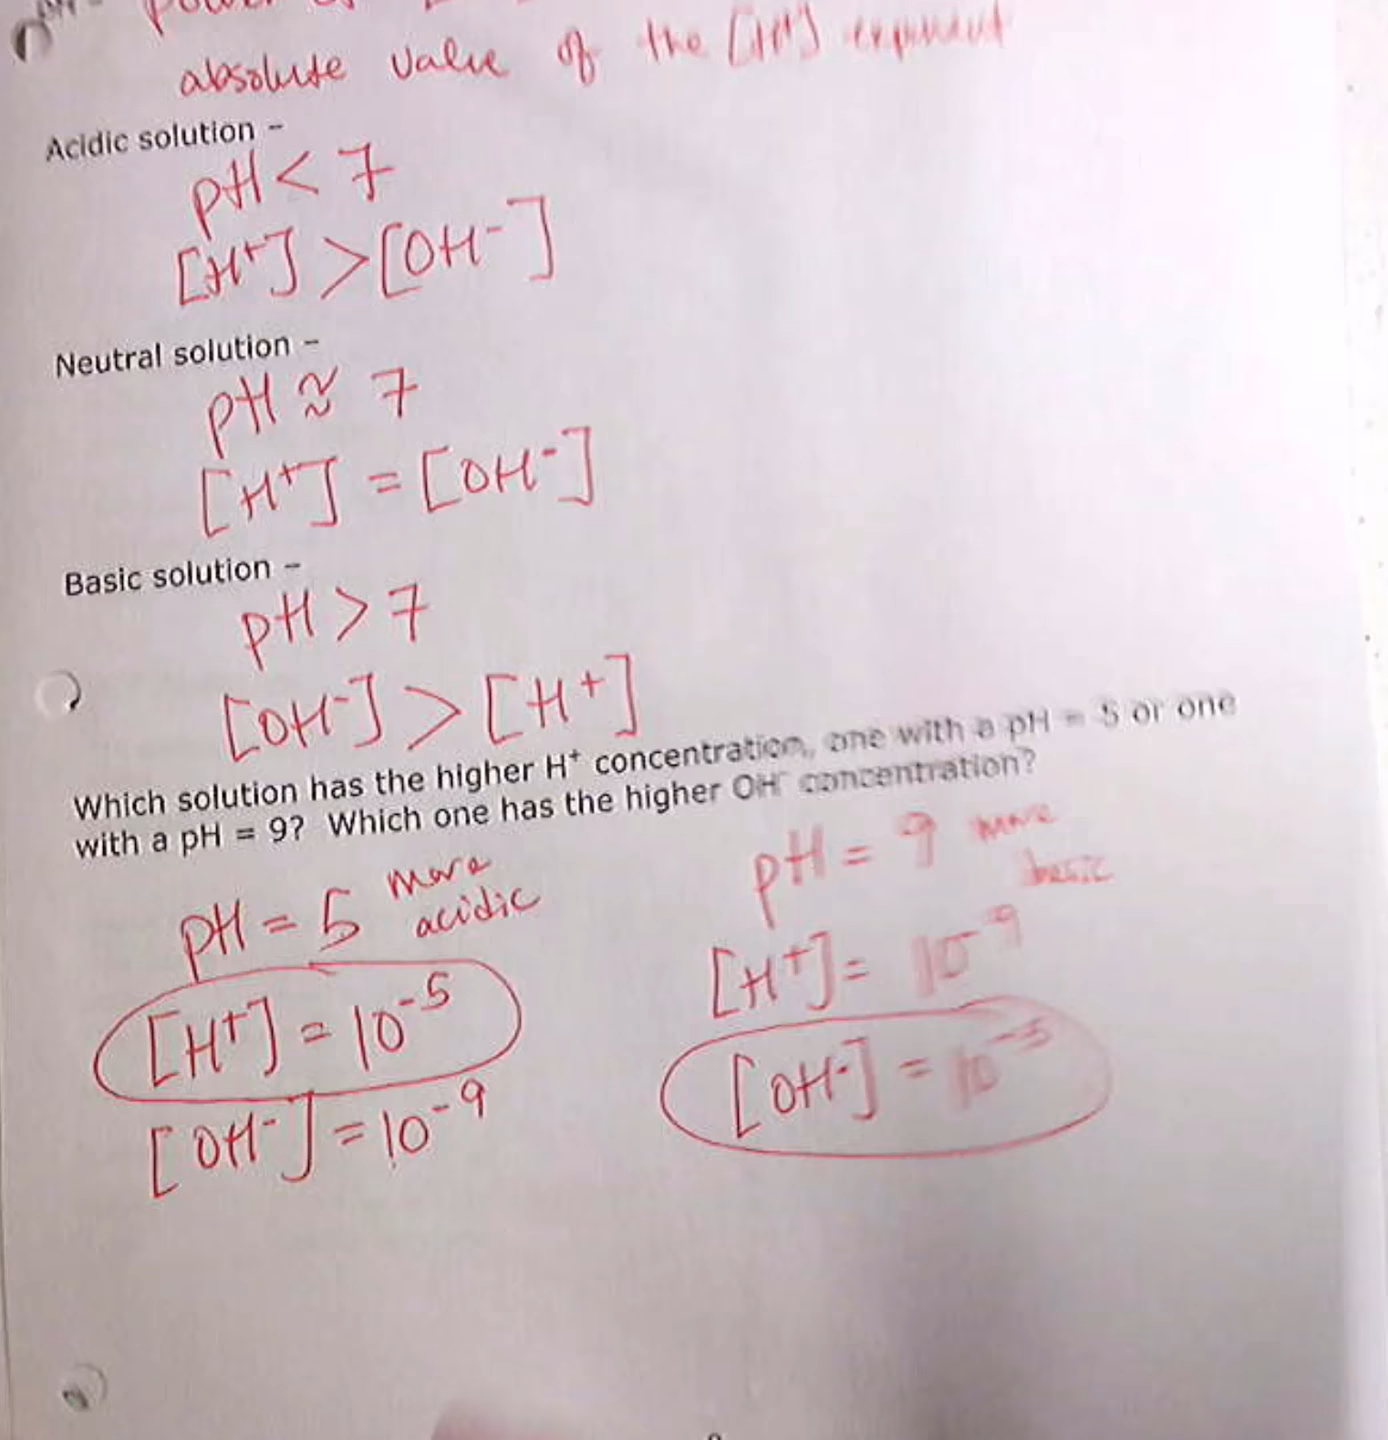 absolute value of the [H⁺] exponent
Acidic solution -
pH < 7
[H⁺] > [OH⁻]
Neutral solution -
pH ≈ 7
[H⁺] = [OH⁻]
Basic solution -
pH > 7
[OH⁻] > [H⁺]
Which solution has the higher H⁺ concentration, one with a pH = 5 or one
with a pH = 9? Which one has the higher OH⁻ concentration?
pH = 5 more
acidic
[H⁺] = 10⁻⁵
[OH⁻] = 10⁻⁹
pH = 9 more
basic
[H⁺] = 10⁻⁹
[OH⁻] = 10⁻⁵